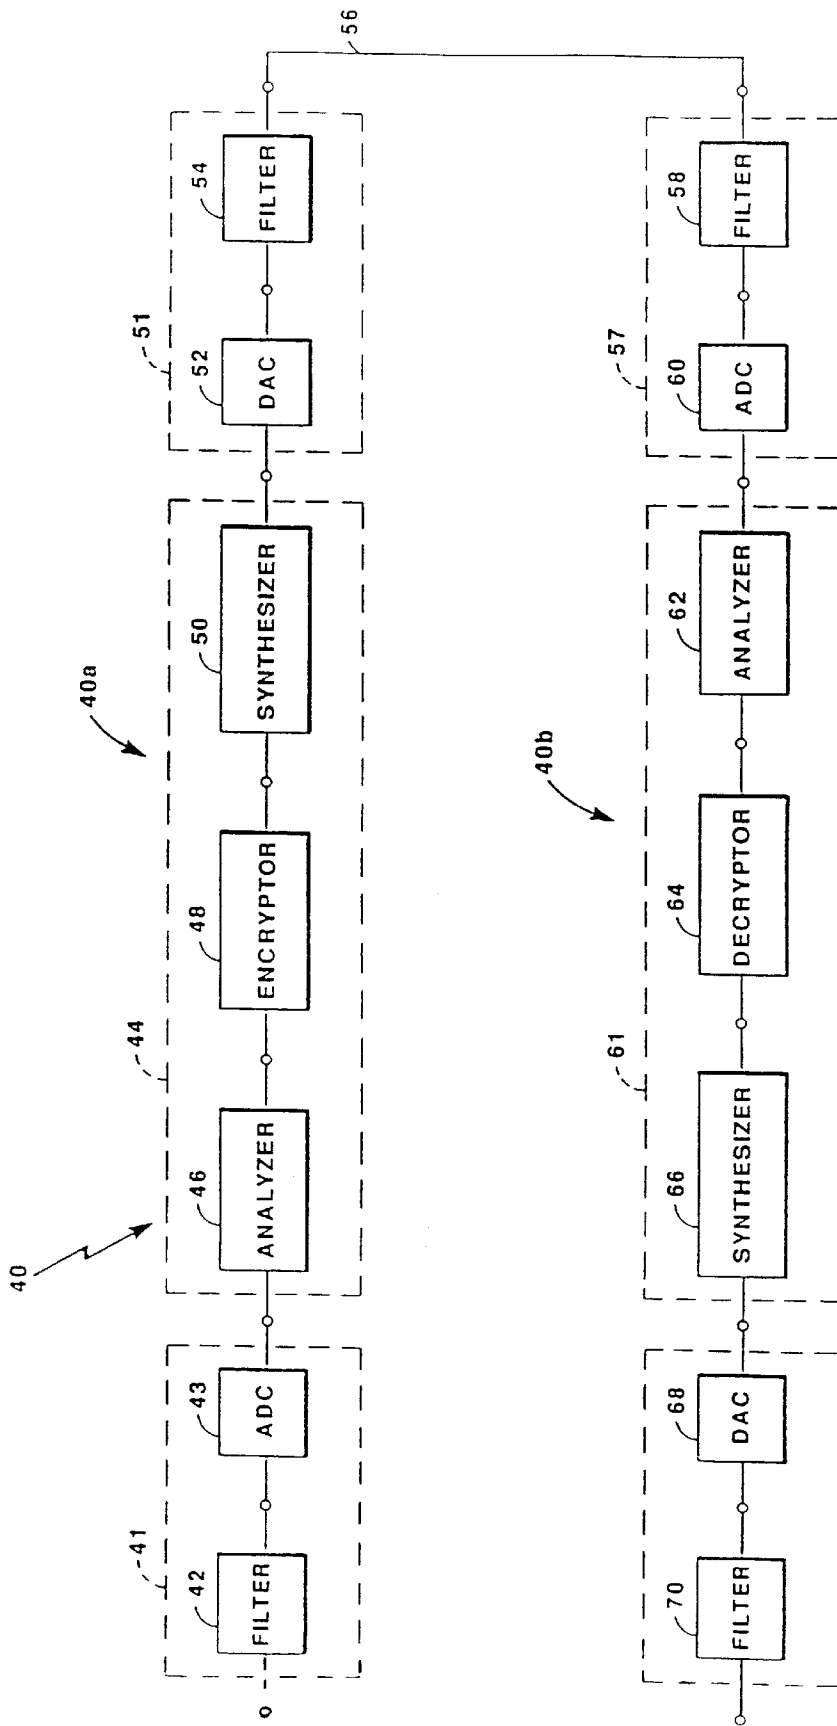 40
40a
41
42
FILTER
43
ADC
44
46
ANALYZER
48
ENCRYPTOR
50
SYNTHESIZER
51
52
DAC
54
FILTER
56
40b
70
FILTER
68
DAC
61
66
SYNTHESIZER
64
DECRYPTOR
62
ANALYZER
57
60
ADC
58
FILTER